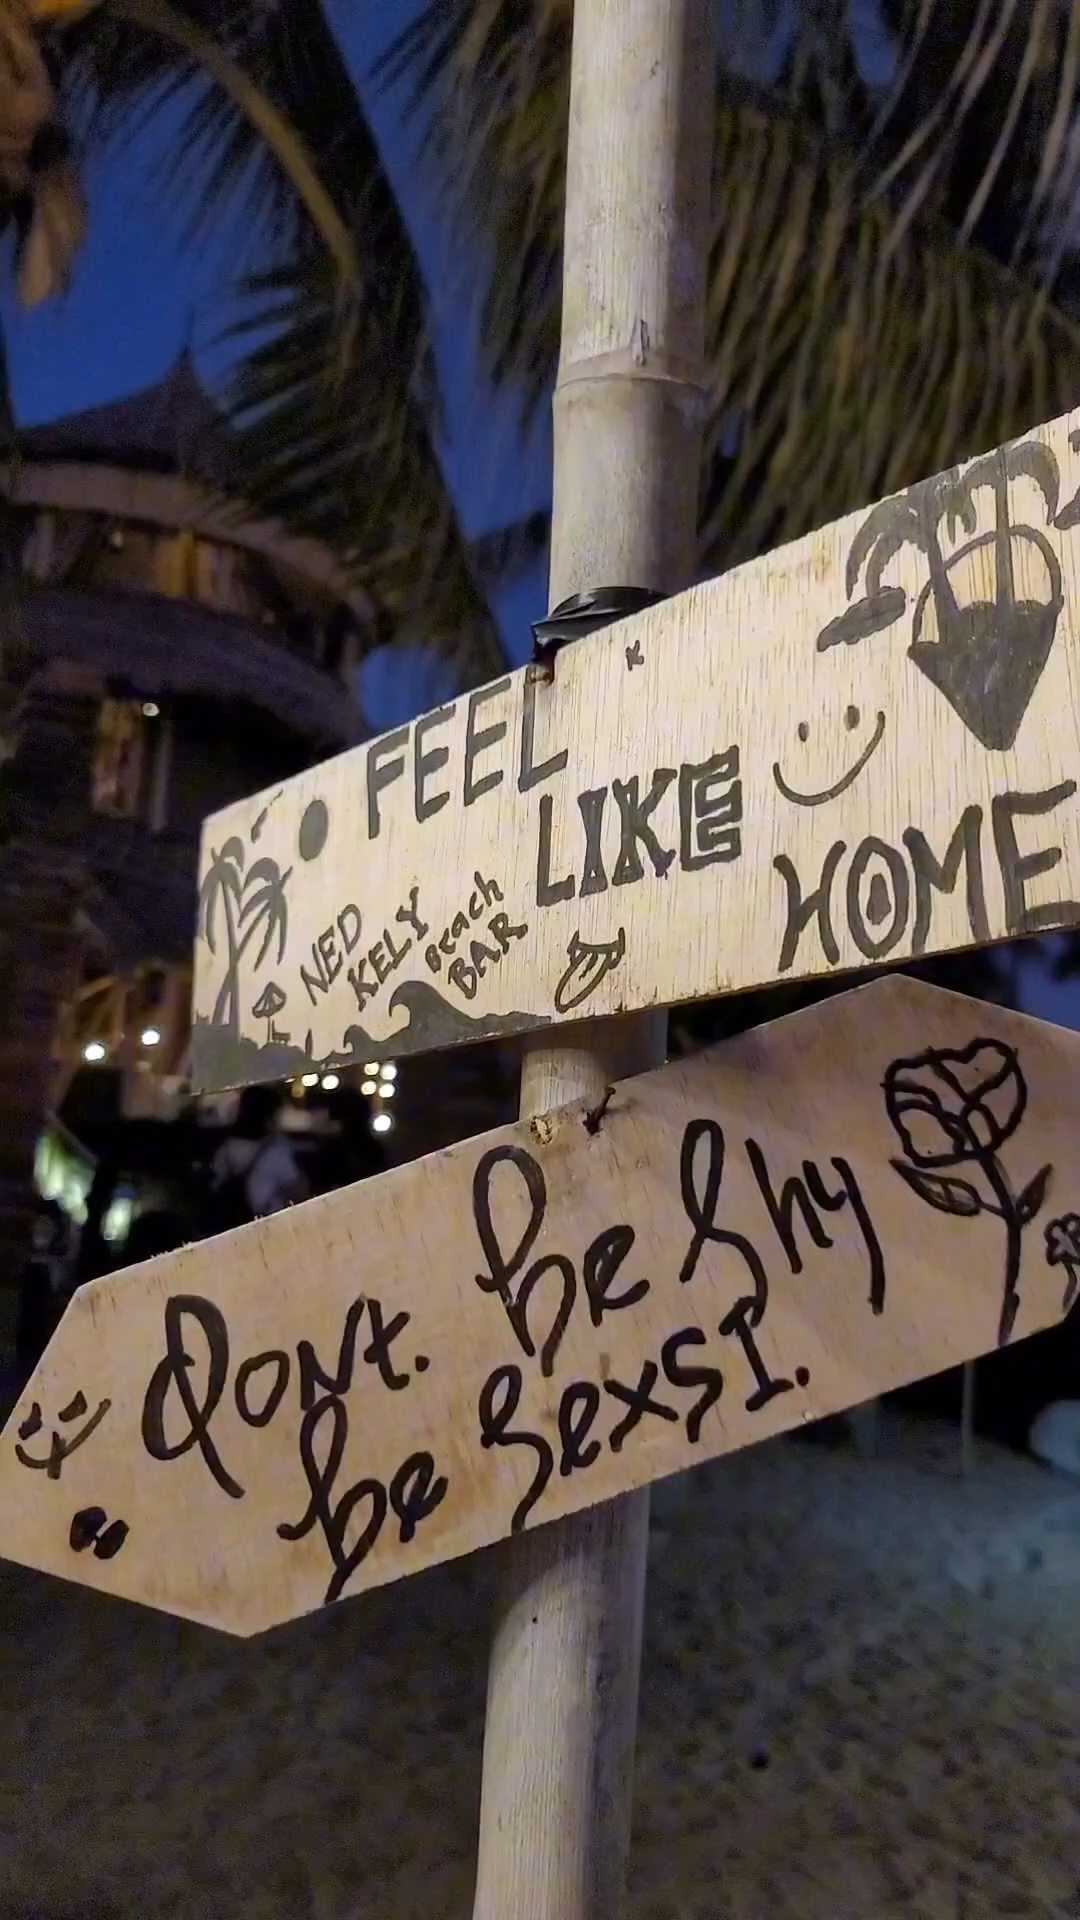 FEEL
LIKE
HOME
NED
KELY
Beach
BAR
Dont. be shy
be sexsI.